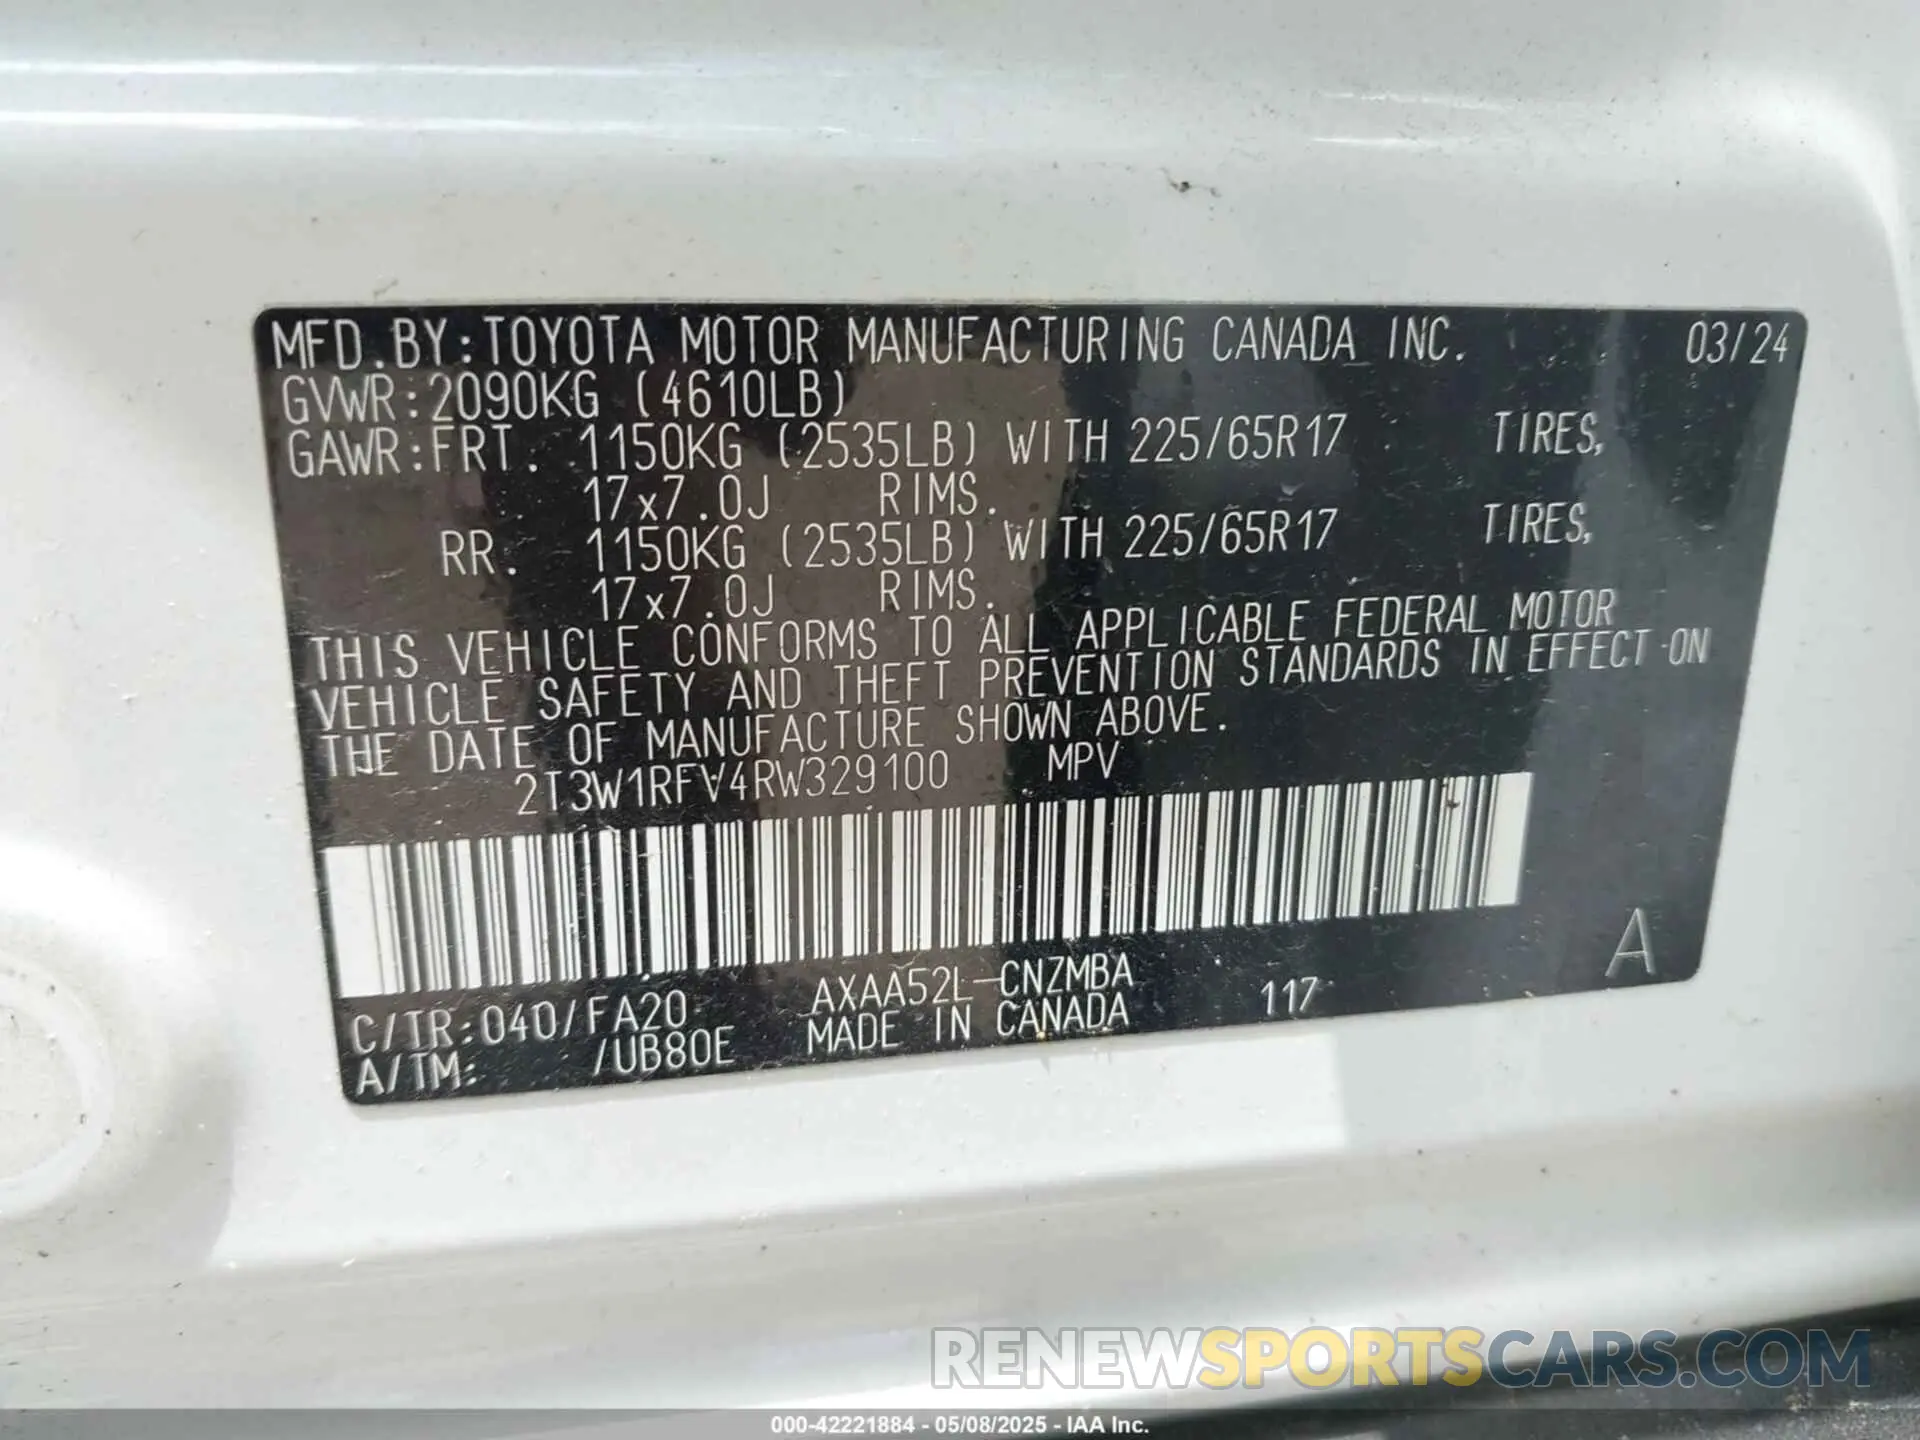 MFD.BY:TOYOTA MOTOR MANUFACTURING CANADA INC. 03/24
GVWR:2090KG (4610LB)
GAWR:FRT. 1150KG (2535LB) WITH 225/65R17 TIRES,
17x7.0J RIMS.
RR. 1150KG (2535LB) WITH 225/65R17 TIRES,
17x7.0J RIMS.
THIS VEHICLE CONFORMS TO ALL APPLICABLE FEDERAL MOTOR
VEHICLE SAFETY AND THEFT PREVENTION STANDARDS IN EFFECT ON
THE DATE OF MANUFACTURE SHOWN ABOVE.
2T3W1RFV4RW329100 MPV
A
C/TR:040/FA20 AXAA52L-CNZMBA 117
A/TM: /UB80E MADE IN CANADA
RENEWSPORTSCARS.COM
000-42221884 - 05/08/2025 - IAA Inc.